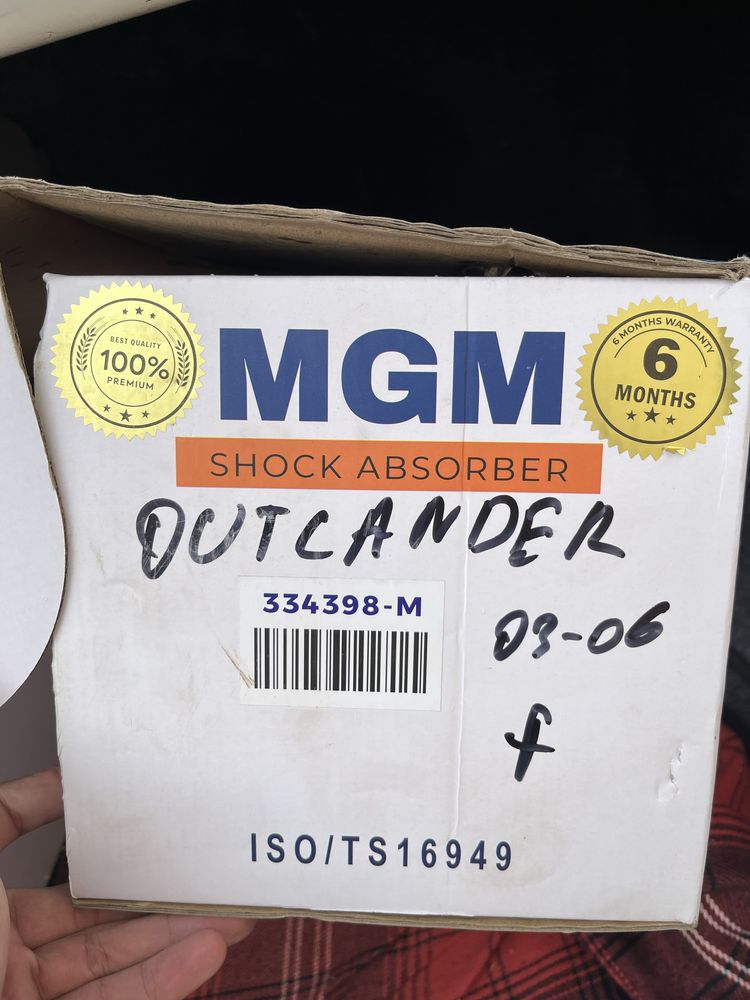 BEST QUALITY
100%
PREMIUM
MGM
6 MONTHS WARRANTY
6
MONTHS
SHOCK ABSORBER
OUTCANDER
334398-M
03-06
f
ISO/TS16949